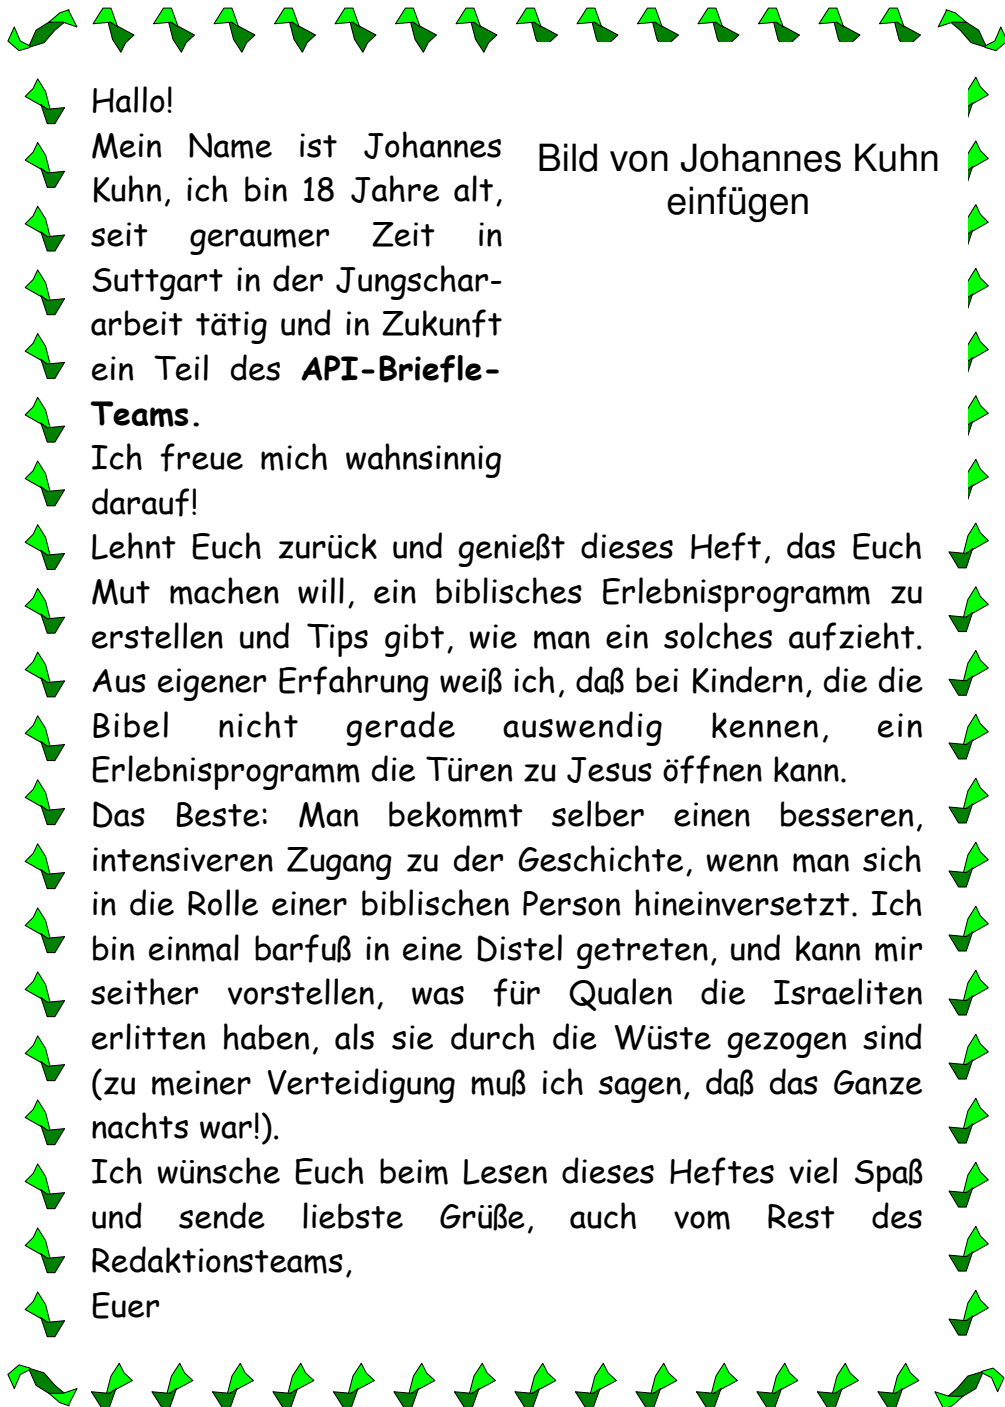 Hallo!
Mein Name ist Johannes
Kuhn, ich bin 18 Jahre alt,
seit geraumer Zeit in
Suttgart in der Jungschar-
arbeit tätig und in Zukunft
ein Teil des API-Briefle-
Teams.
Ich freue mich wahnsinnig
darauf!
Bild von Johannes Kuhn
einfügen
Lehnt Euch zurück und genießt dieses Heft, das Euch
Mut machen will, ein biblisches Erlebnisprogramm zu
erstellen und Tips gibt, wie man ein solches aufzieht.
Aus eigener Erfahrung weiß ich, daß bei Kindern, die die
Bibel nicht gerade auswendig kennen, ein
Erlebnisprogramm die Türen zu Jesus öffnen kann.
Das Beste: Man bekommt selber einen besseren,
intensiveren Zugang zu der Geschichte, wenn man sich
in die Rolle einer biblischen Person hineinversetzt. Ich
bin einmal barfuß in eine Distel getreten, und kann mir
seither vorstellen, was für Qualen die Israeliten
erlitten haben, als sie durch die Wüste gezogen sind
(zu meiner Verteidigung muß ich sagen, daß das Ganze
nachts war!).
Ich wünsche Euch beim Lesen dieses Heftes viel Spaß
und sende liebste Grüße, auch vom Rest des
Redaktionsteams,
Euer